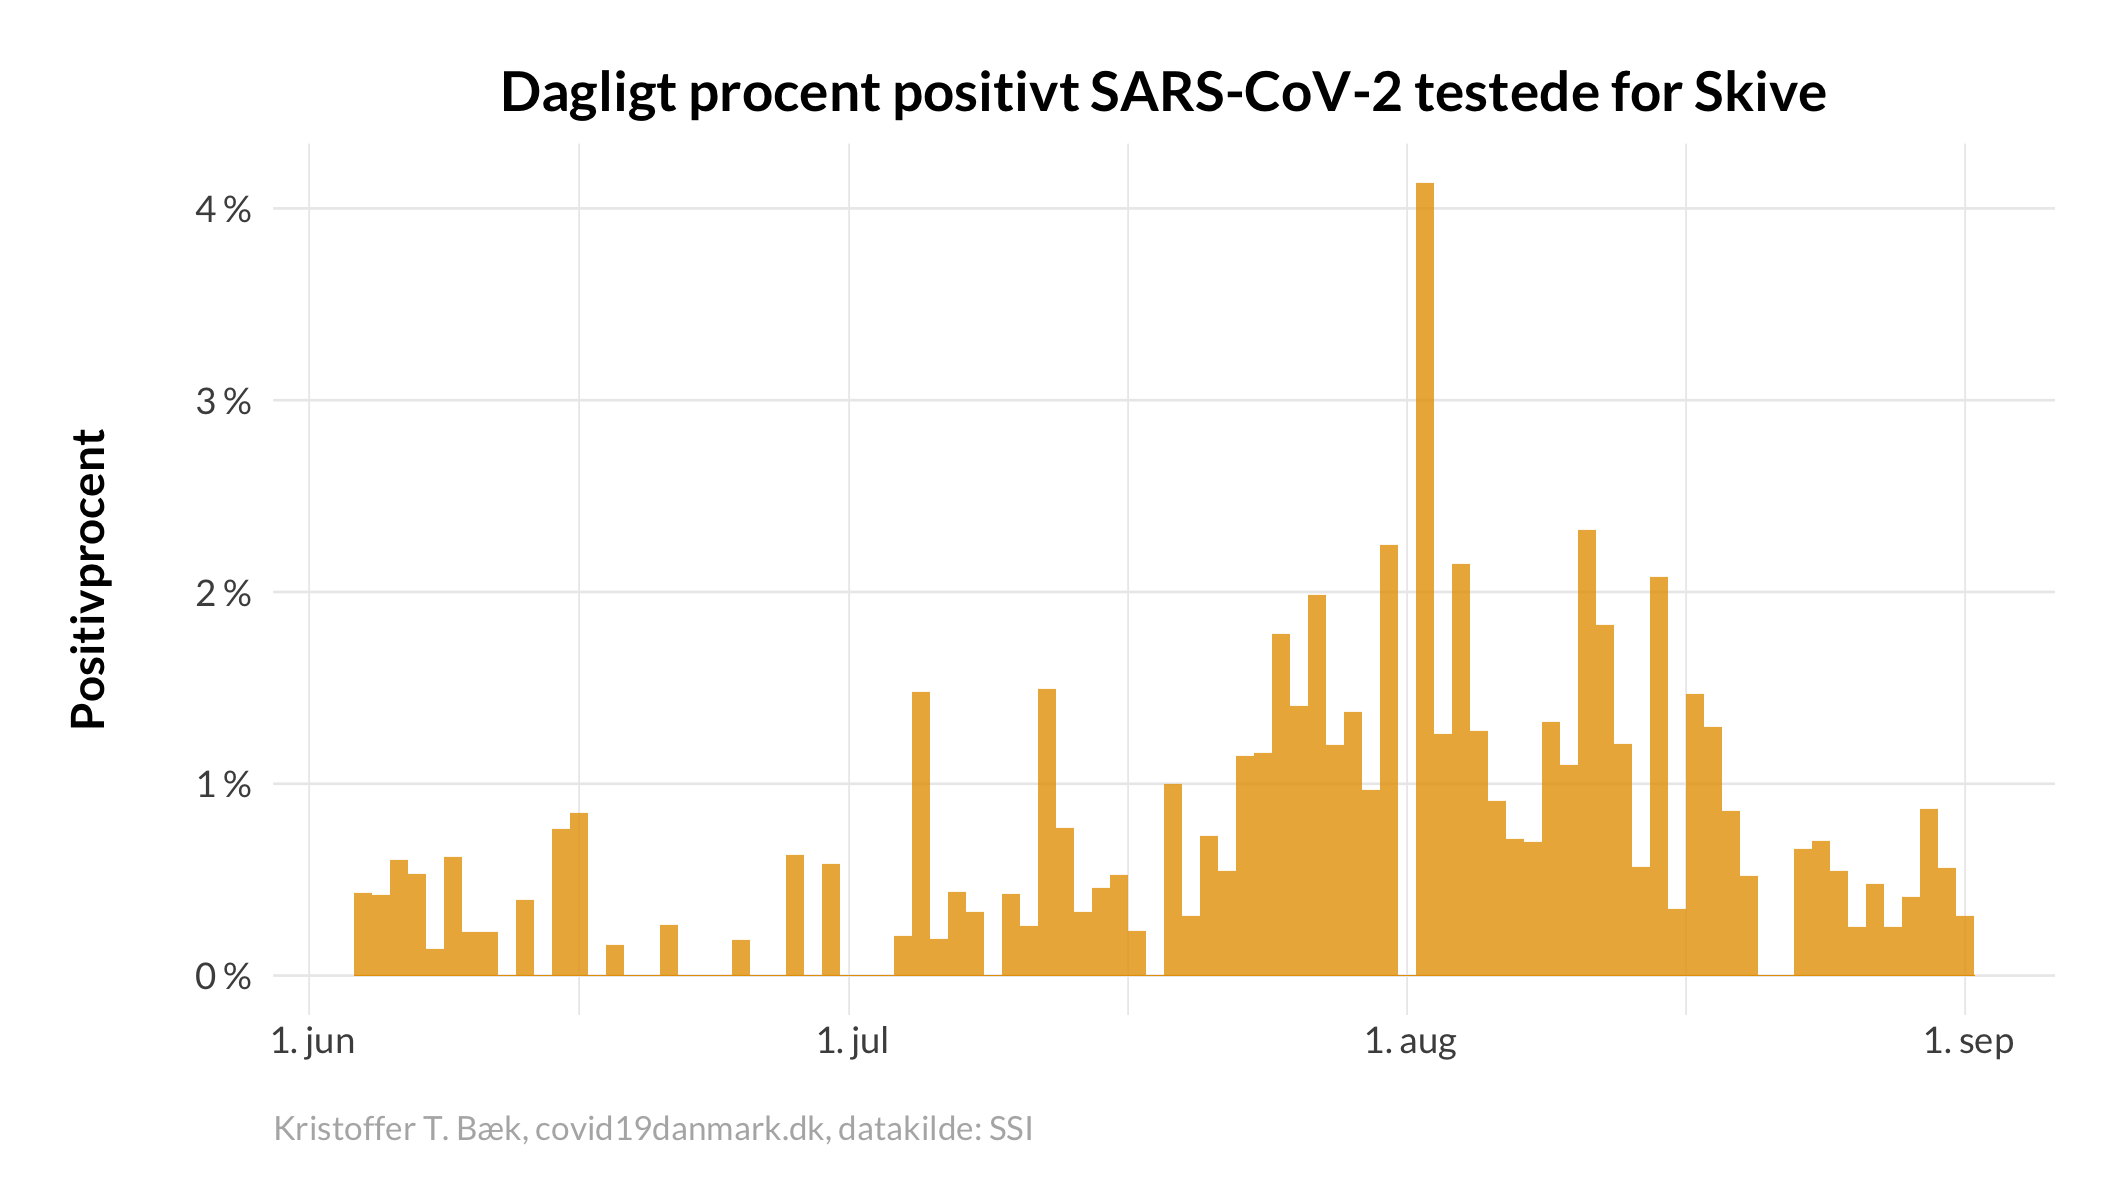 Dagligt procent positivt SARS-CoV-2 testede for Skive
Positivprocent
4 %
3 %
2 %
1 %
0 %
1. jun
1. jul
1. aug
1. sep
Kristoffer T. Bæk, covid19danmark.dk, datakilde: SSI